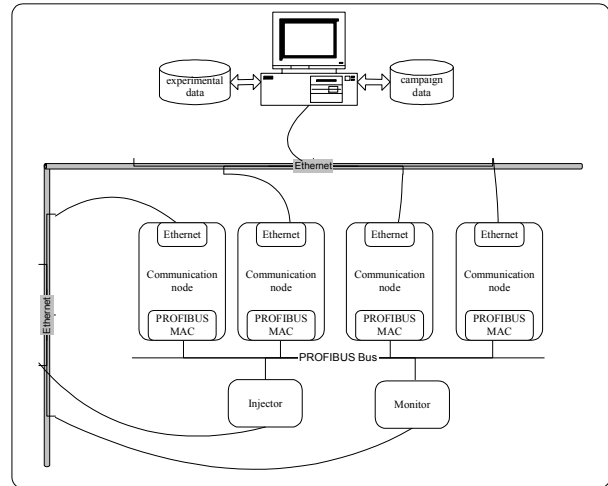 experimental
data
campaign
data
Ethernet
Ethernet
Ethernet
Ethernet
Ethernet
Communication
node
Communication
node
Communication
node
Communication
node
Ethernet
PROFIBUS
MAC
PROFIBUS
MAC
PROFIBUS
MAC
PROFIBUS
MAC
PROFIBUS Bus
Injector
Monitor